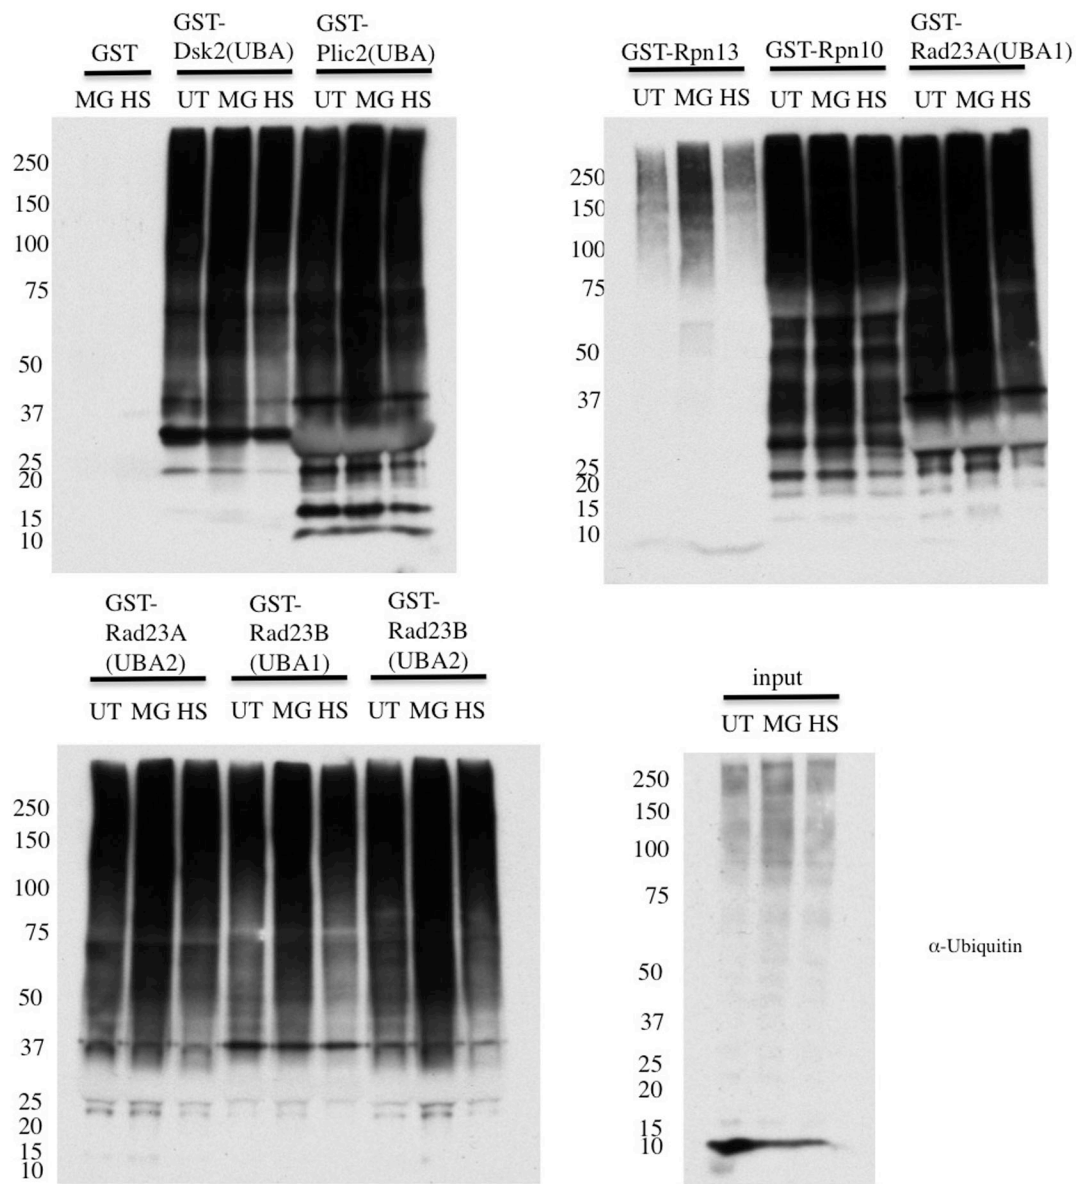 GST
GST-
Dsk2(UBA)
GST-
Plic2(UBA)
MG HS
UT MG HS
UT MG HS
250
150
100
75
50
37
25
20
15
10
GST-Rpn13
GST-Rpn10
GST-
Rad23A(UBA1)
UT MG HS
UT MG HS
UT MG HS
250
150
100
75
50
37
25
20
15
10
GST-
Rad23A
(UBA2)
GST-
Rad23B
(UBA1)
GST-
Rad23B
(UBA2)
UT MG HS
UT MG HS
UT MG HS
250
150
100
75
50
37
25
20
15
10
input
UT MG HS
250
150
100
75
50
37
25
20
15
10
α-Ubiquitin